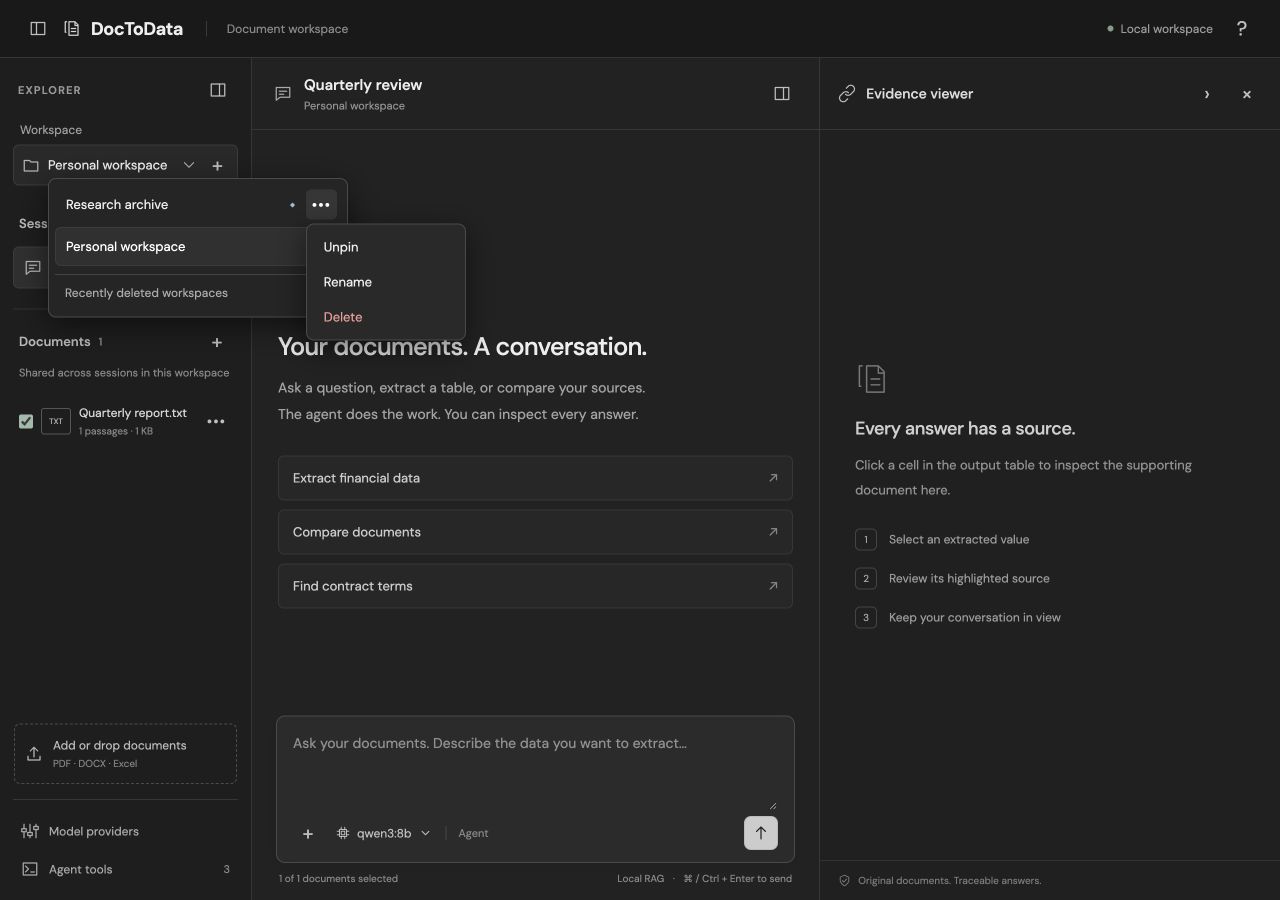 DocToData
Document workspace
Local workspace
?
EXPLORER
Workspace
Personal workspace
+
Research archive
•••
Personal workspace
Recently deleted workspaces
Unpin
Rename
Delete
Sess
Documents 1
+
Shared across sessions in this workspace
TXT
Quarterly report.txt
1 passages · 1 KB
•••
Add or drop documents
PDF · DOCX · Excel
Model providers
Agent tools
3
Quarterly review
Personal workspace
Your documents. A conversation.
Ask a question, extract a table, or compare your sources.
The agent does the work. You can inspect every answer.
Extract financial data
Compare documents
Find contract terms
Ask your documents. Describe the data you want to extract...
+
qwen3:8b
Agent
1 of 1 documents selected
Local RAG · ⌘ / Ctrl + Enter to send
Evidence viewer
Every answer has a source.
Click a cell in the output table to inspect the supporting
document here.
1 Select an extracted value
2 Review its highlighted source
3 Keep your conversation in view
Original documents. Traceable answers.